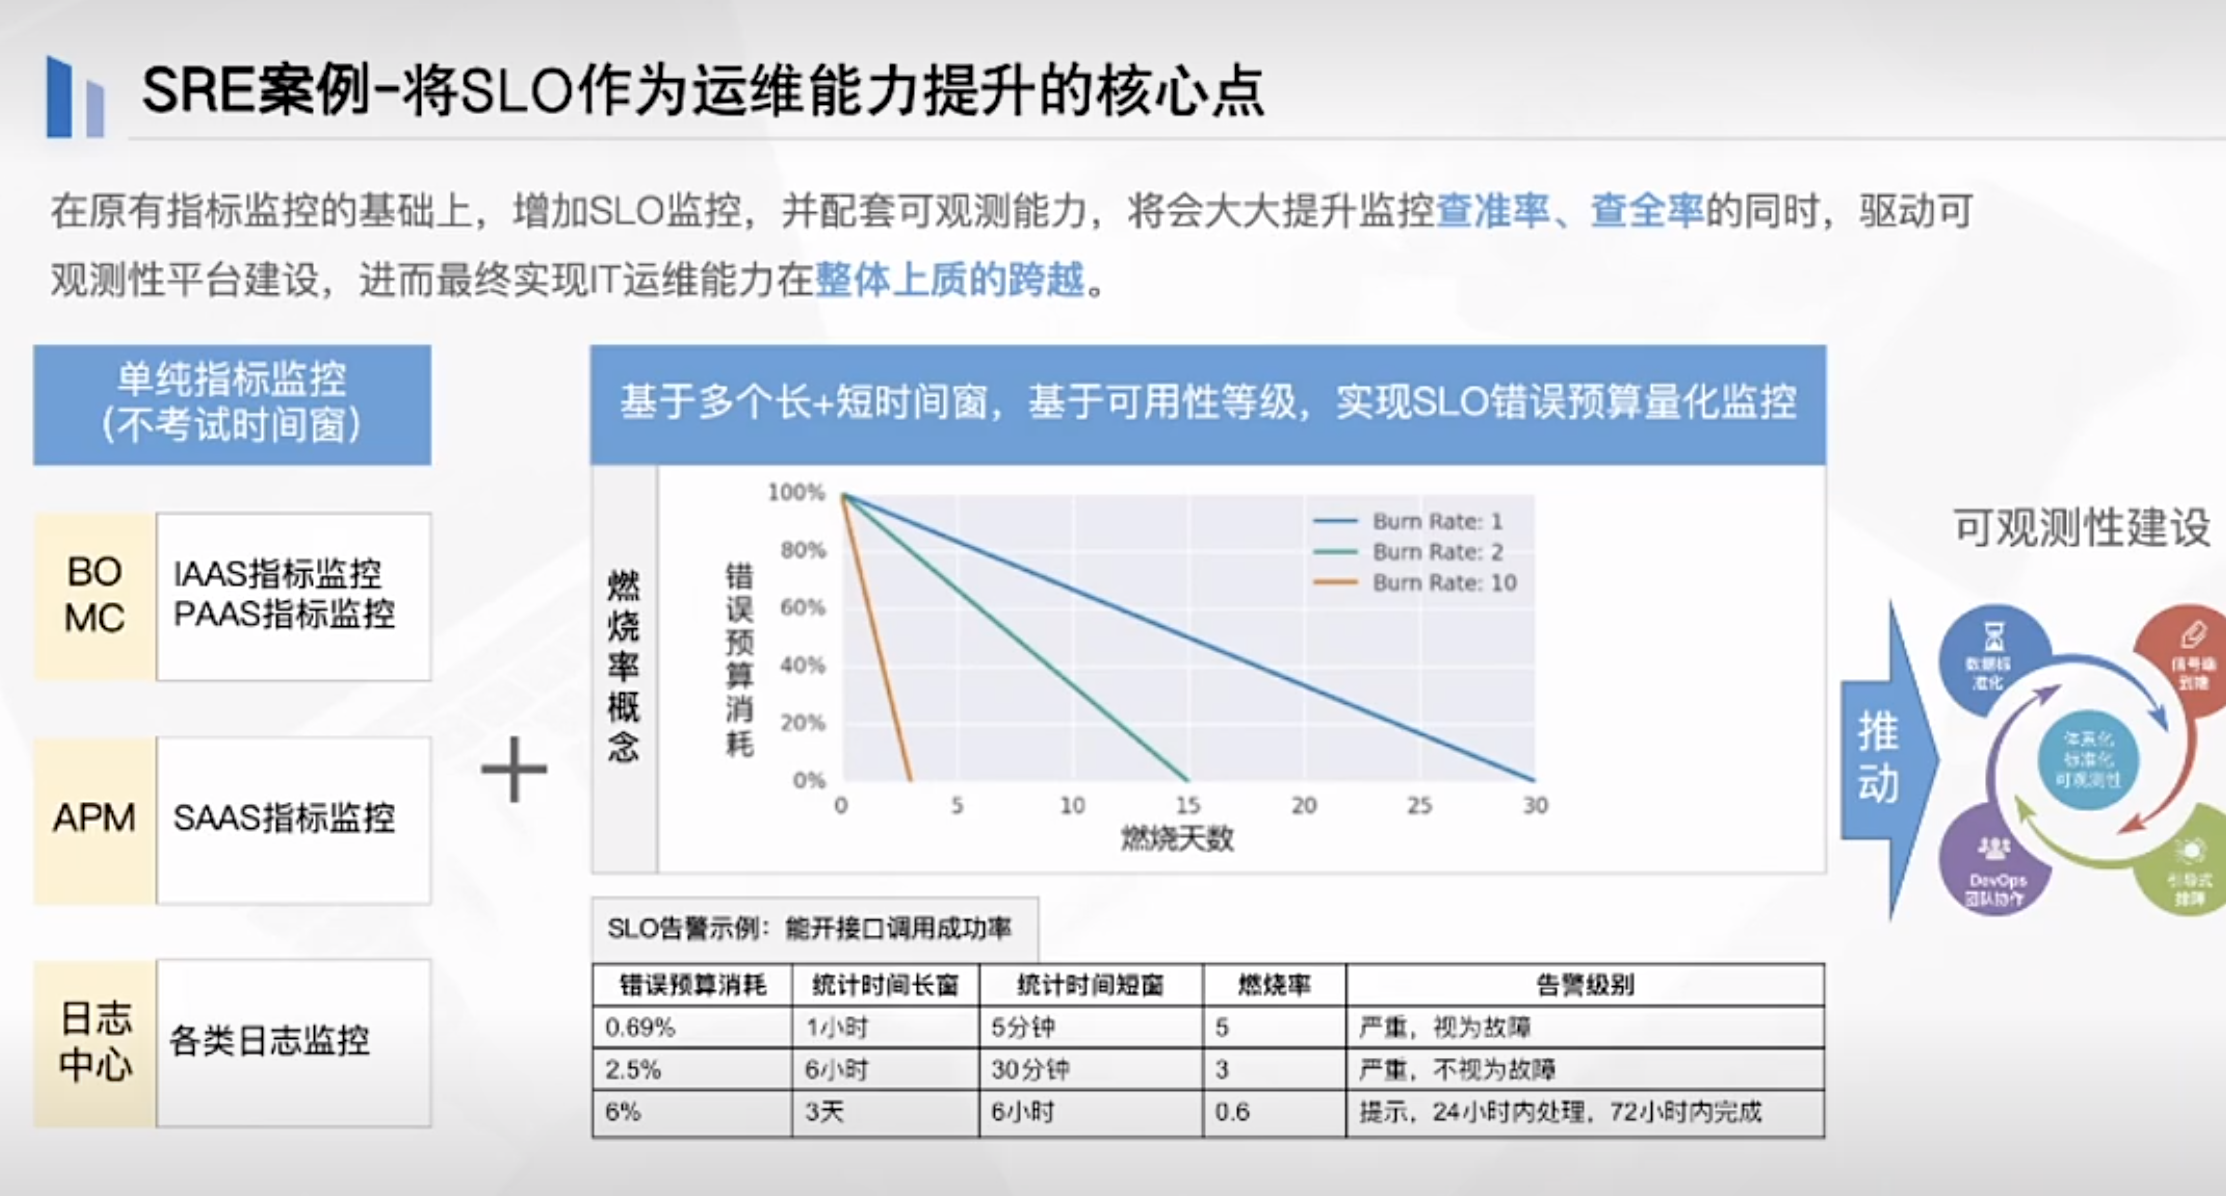 SRE案例-将SLO作为运维能力提升的核心点
在原有指标监控的基础上，增加SLO监控，并配套可观测能力，将会大大提升监控查准率、查全率的同时，驱动可
观测性平台建设，进而最终实现IT运维能力在整体上质的跨越。
单纯指标监控
(不考试时间窗)
BO
MC
IAAS指标监控
PAAS指标监控
APM
SAAS指标监控
日志
中心
各类日志监控
+
基于多个长+短时间窗，基于可用性等级，实现SLO错误预算量化监控
燃烧率概念
错误预算消耗
100%
80%
60%
40%
20%
0%
0 5 10 15 20 25 30
燃烧天数
Burn Rate: 1
Burn Rate: 2
Burn Rate: 10
SLO告警示例：能开接口调用成功率
错误预算消耗 统计时间长窗 统计时间短窗 燃烧率 告警级别
0.69% 1小时 5分钟 5 严重，视为故障
2.5% 6小时 30分钟 3 严重，不视为故障
6% 3天 6小时 0.6 提示，24小时内处理，72小时内完成
推动
可观测性建设
数据标
准化
信号端
到端
体系化
标准化
可观测性
DevOps
团队协作
引导式
排障